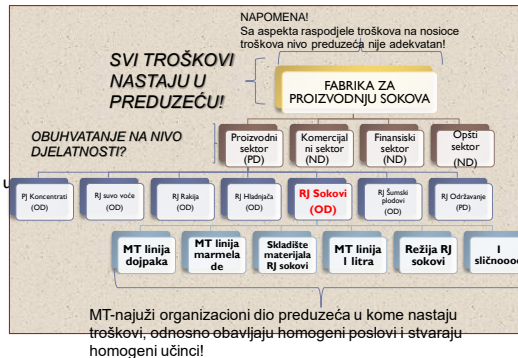 NAPOMENA!
Sa aspekta raspodjele troškova na nosioce
troškova nivo preduzeća nije adekvatan!
SVI TROŠKOVI
NASTAJU U
PREDUZEĆU!
FABRIKA ZA
PROIZVODNJU SOKOVA
OBUHVATANJE NA NIVO
DJELATNOSTI?
Proizvodni
sektor
(PD)
Komercijal
ni sektor
(ND)
Finansiski
sektor
(ND)
Opšti
sektor
(ND)
u
PJ Koncentrati
(OD)
RJ suvo voće
(OD)
RJ Rakija
(OD)
RJ Hladnjača
(OD)
RJ Sokovi
(OD)
RJ Šumski
plodovi
(OD)
RJ Održavanje
(PD)
MT linija
dojpaka
MT linija
marmela
de
Skladište
materijala
RJ sokovi
MT linija
1 litra
Režija RJ
sokovi
I
sličnoooo
MT-najuži organizacioni dio preduzeća u kome nastaju
troškovi, odnosno obavljaju homogeni poslovi i stvaraju
homogeni učinci!